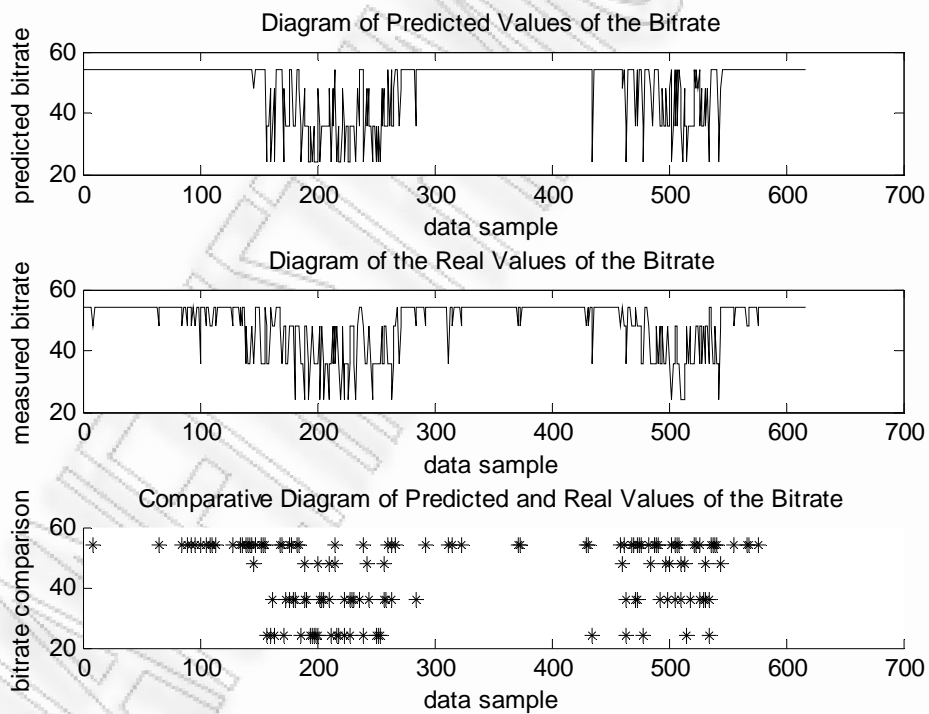 Diagram of Predicted Values of the Bitrate
predicted bitrate
60
40
20
0 100 200 300 400 500 600 700
data sample
Diagram of the Real Values of the Bitrate
measured bitrate
60
40
20
0 100 200 300 400 500 600 700
data sample
Comparative Diagram of Predicted and Real Values of the Bitrate
bitrate comparison
60
40
20
0 100 200 300 400 500 600 700
data sample